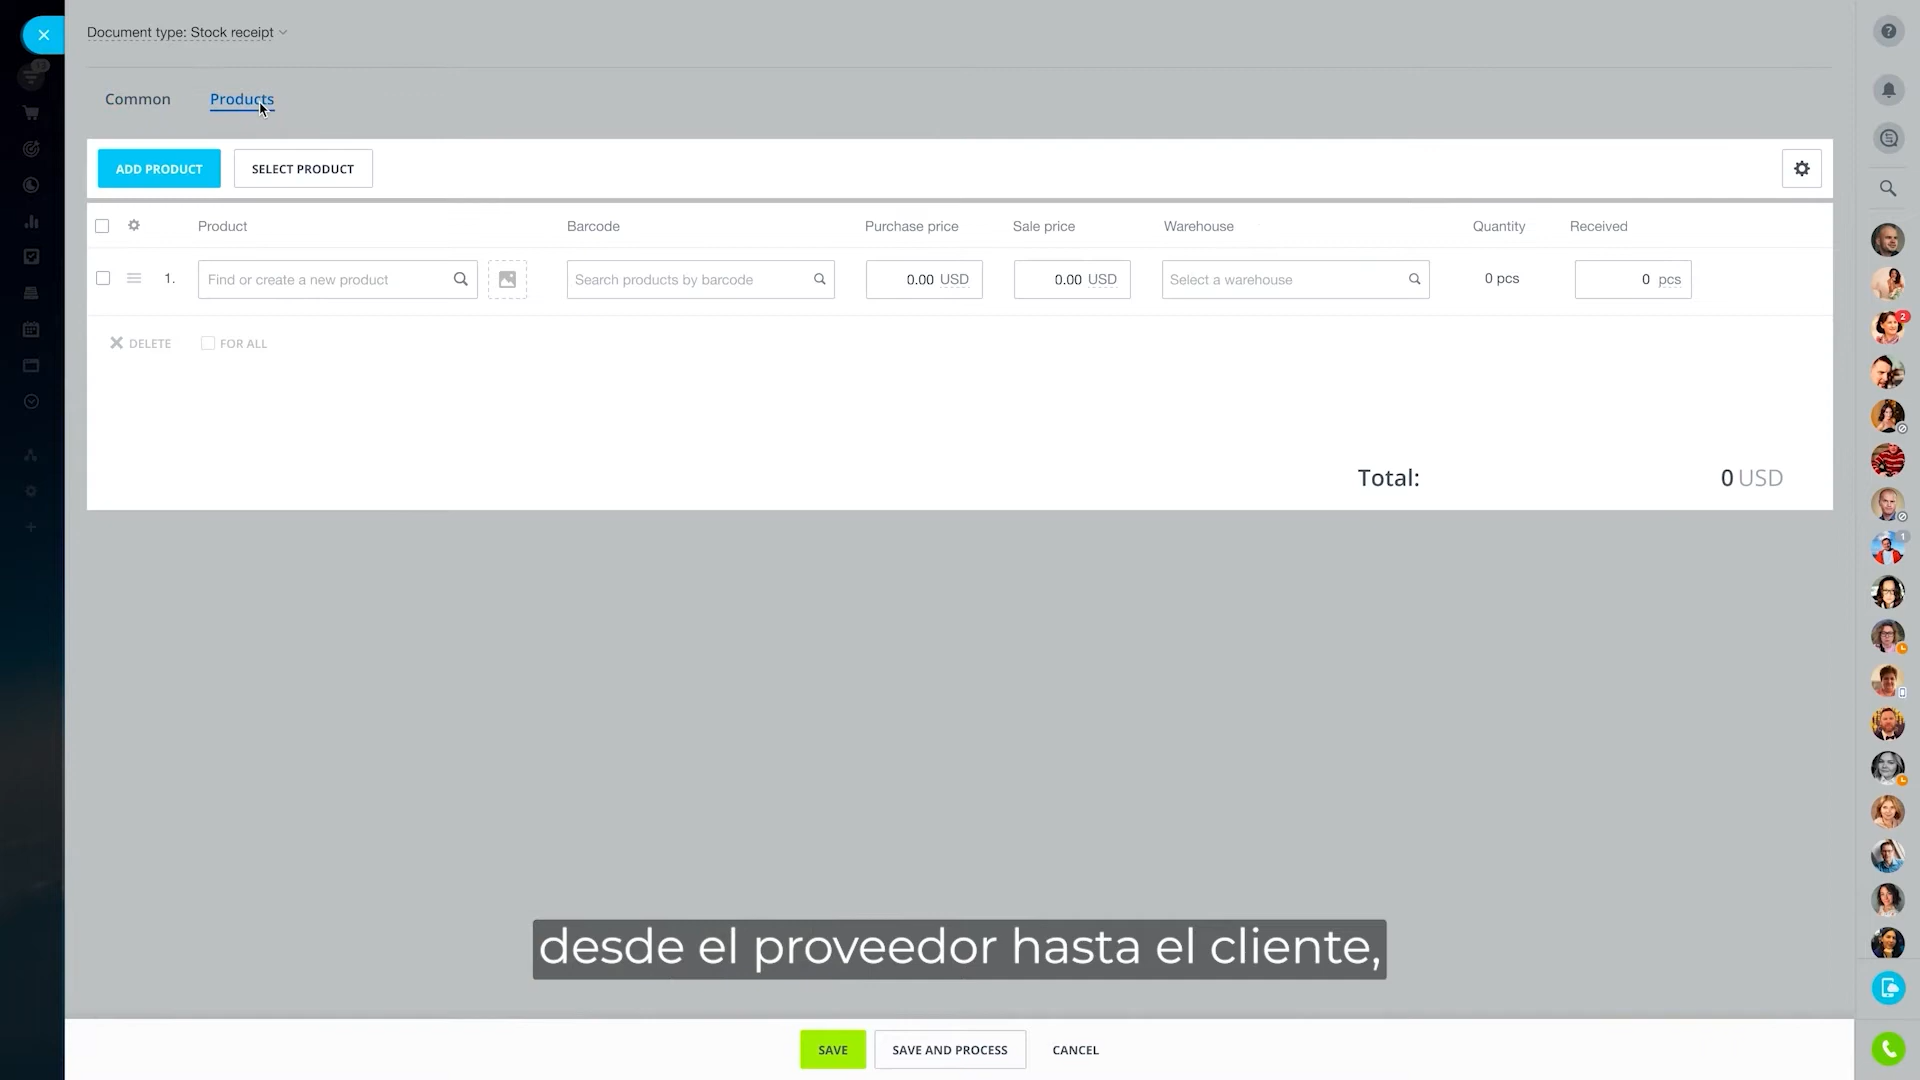 Document type: Stock receipt
Common
Products
ADD PRODUCT
SELECT PRODUCT
Product
Barcode
Purchase price
Sale price
Warehouse
Quantity
Received
1.
Find or create a new product
Search products by barcode
0.00 USD
0.00 USD
Select a warehouse
0 pcs
0 pcs
DELETE
FOR ALL
Total:
0 USD
2
1
desde el proveedor hasta el cliente,
SAVE
SAVE AND PROCESS
CANCEL